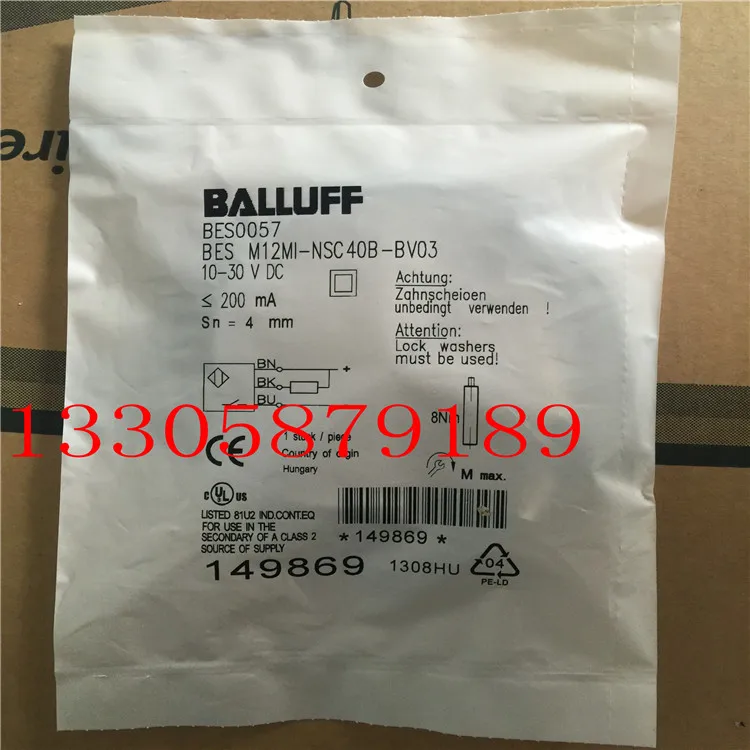 BALLUFF
BES0057
BES M12MI-NSC40B-BV03
10-30 V DC
≤ 200 mA
Sn = 4 mm
Achtung:
Zahnscheioen
unbedingt verwenden !
Attention:
Lock washers
must be used!
BN
+
BK
BU
13305879189
8Nm
M max.
CE
1 stuck / piece
Country of origin
Hungary
c UL US
LISTED 81U2 IND.CONT.EQ
FOR USE IN THE
SECONDARY OF A CLASS 2
SOURCE OF SUPPLY
*149869*
149869
1308HU
04
PE-LD